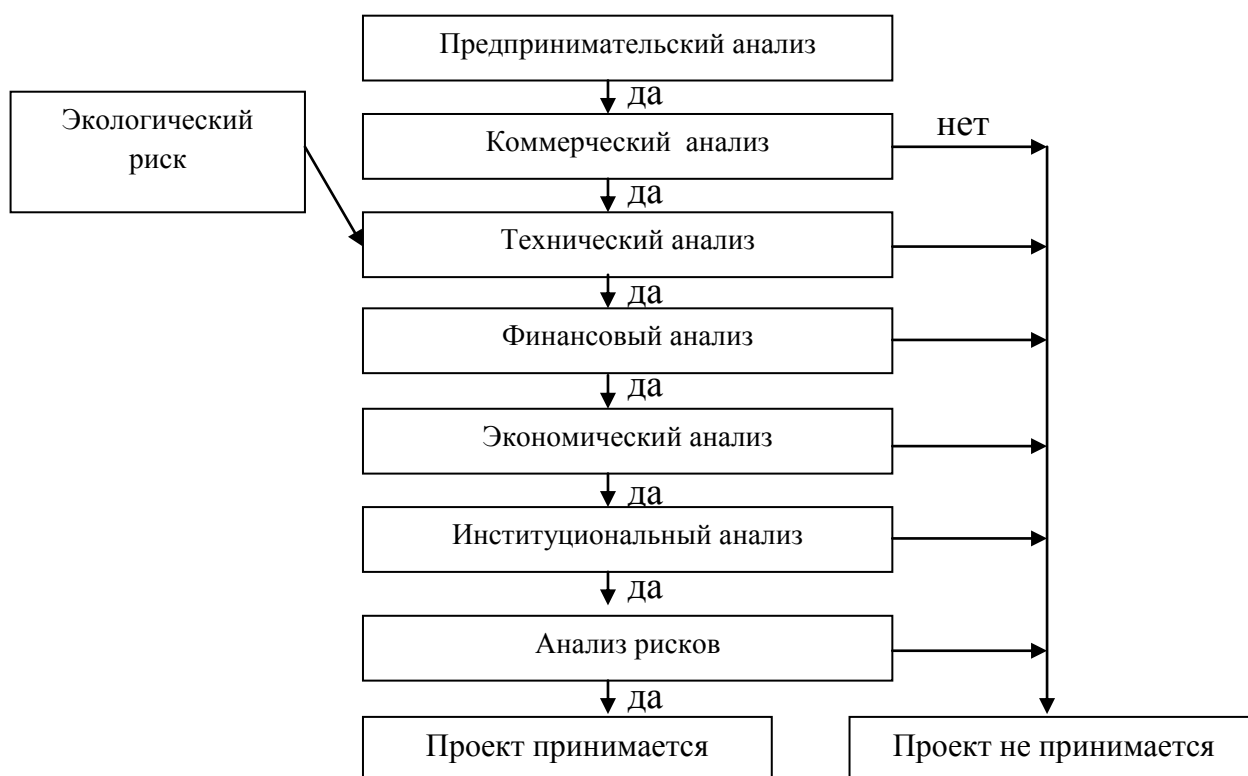 Предпринимательский анализ
да
Экологический
риск
Коммерческий анализ
нет
да
Технический анализ
да
Финансовый анализ
да
Экономический анализ
да
Институциональный анализ
да
Анализ рисков
да
Проект принимается
Проект не принимается